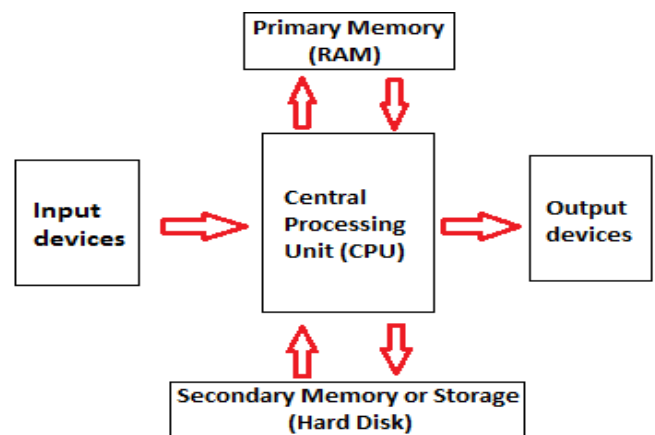 Primary Memory
(RAM)
Input
devices
Central
Processing
Unit (CPU)
Output
devices
Secondary Memory or Storage
(Hard Disk)